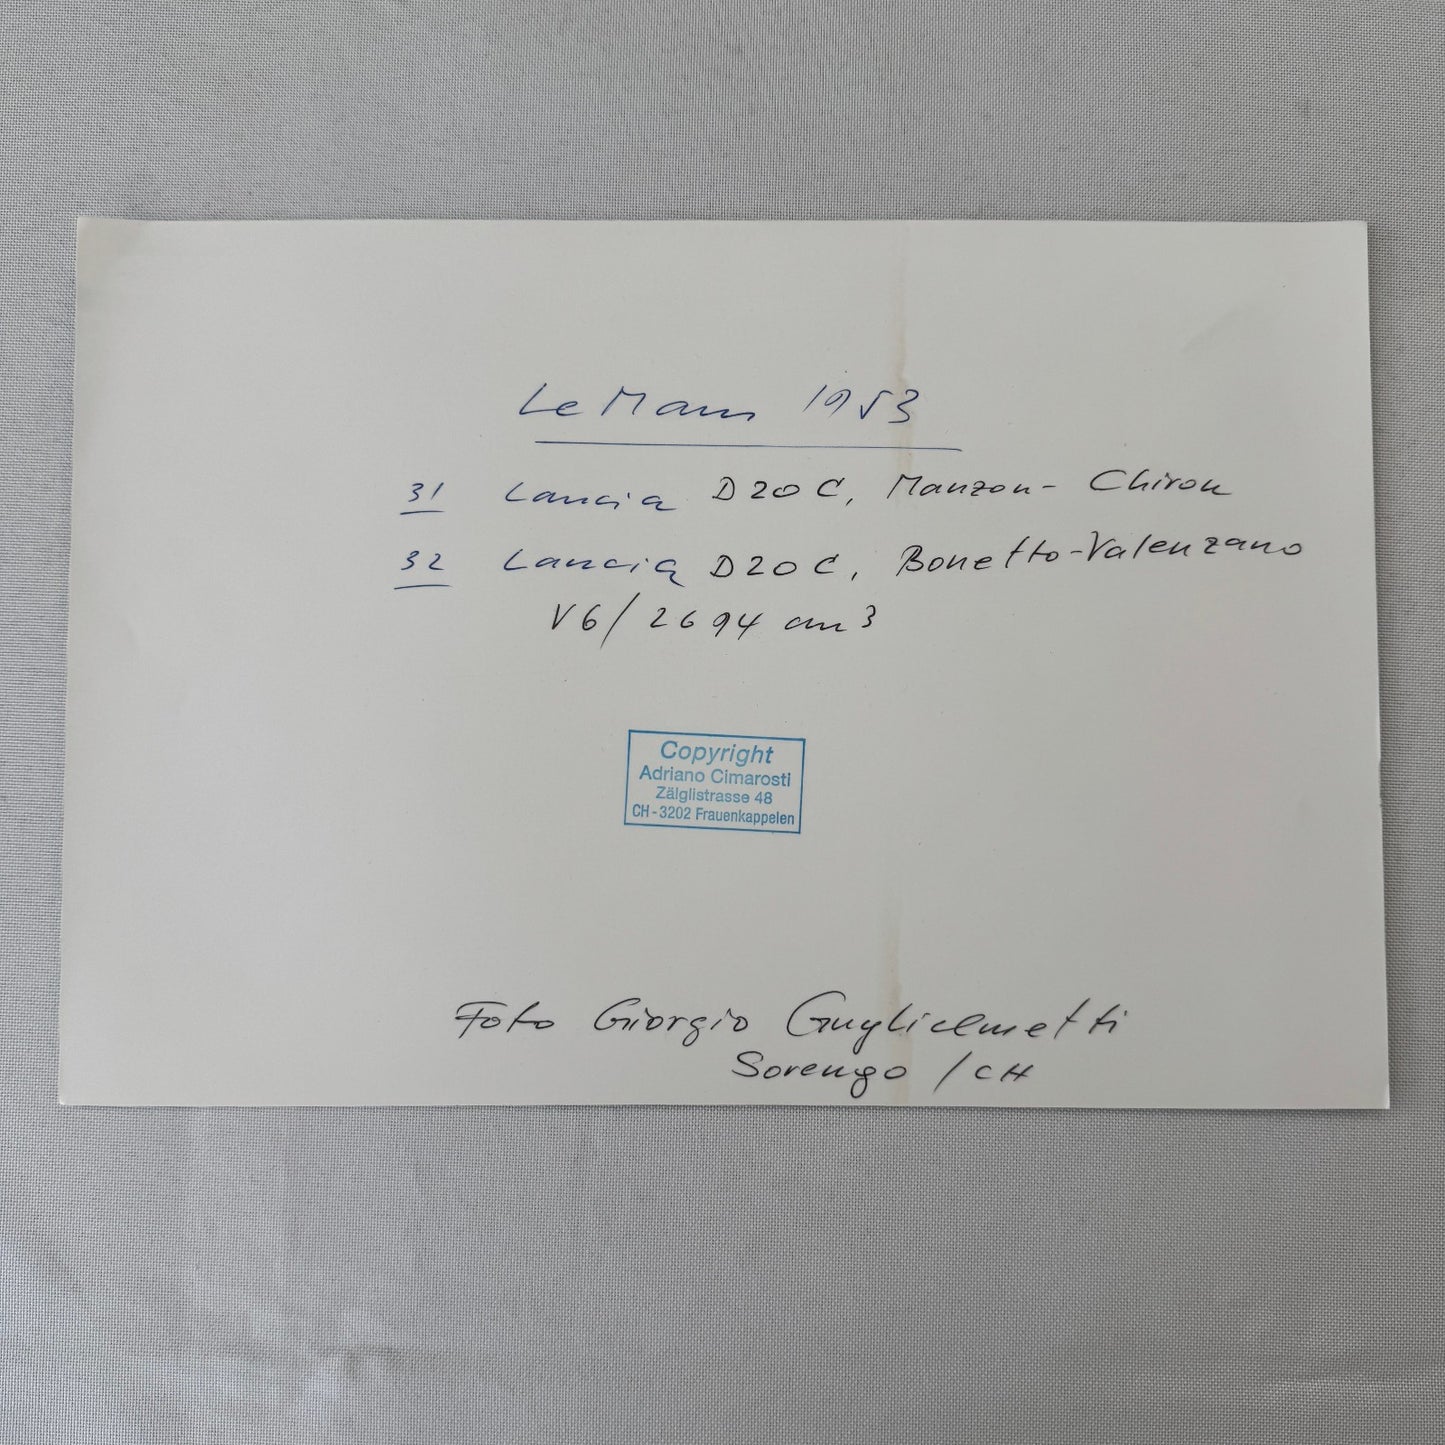 Le Mans 1953
31 Lancia D20C, Manzon - Chiron
32 Lancia D20C, Bonetto-Valenzano
V6/2694 cm3
Copyright
Adriano Cimarosti
Zälglistrasse 48
CH-3202 Frauenkappelen
Foto Giorgio Guglielmetti
Sorengo / CH